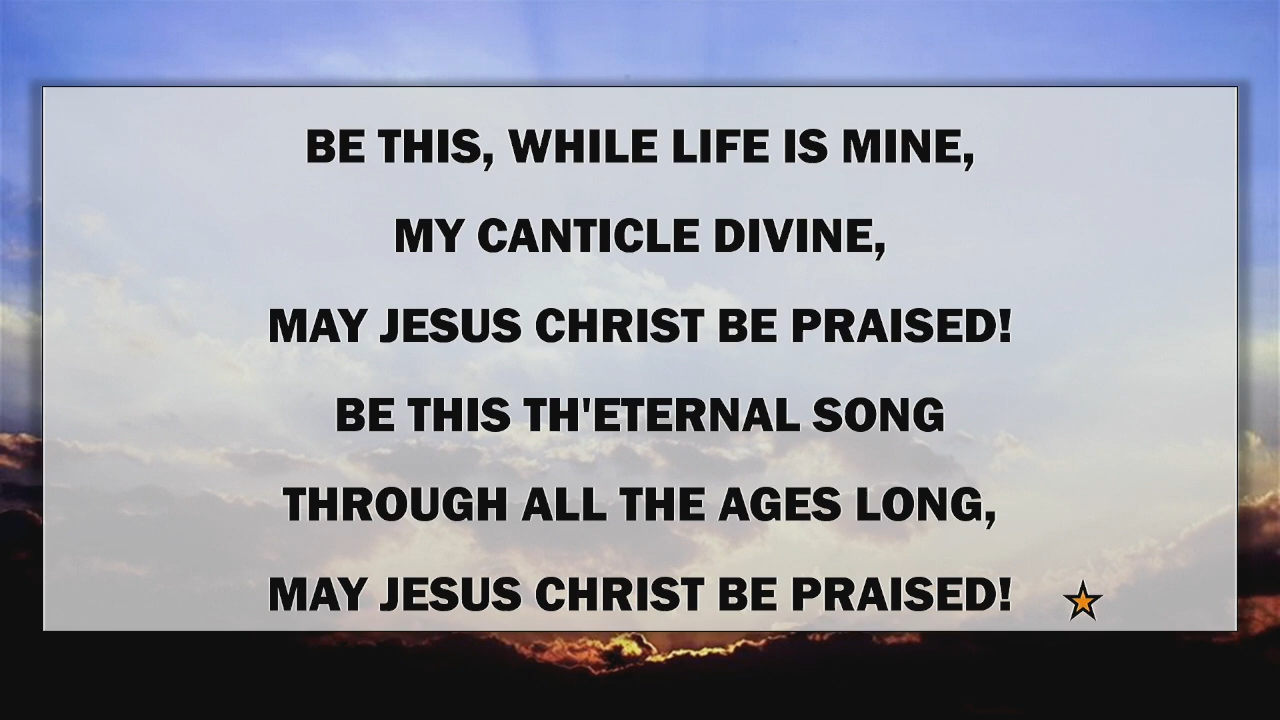 BE THIS, WHILE LIFE IS MINE,
MY CANTICLE DIVINE,
MAY JESUS CHRIST BE PRAISED!
BE THIS TH'ETERNAL SONG
THROUGH ALL THE AGES LONG,
MAY JESUS CHRIST BE PRAISED!